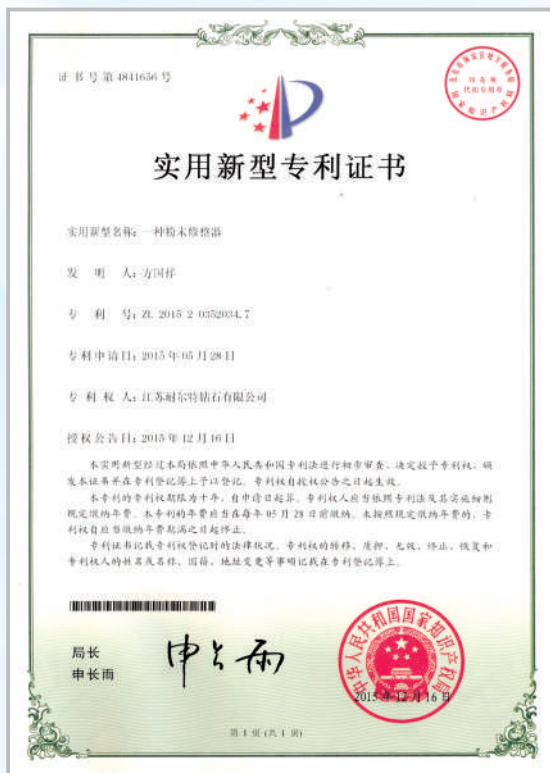 证书号第4841656号
实用新型专利证书
实用新型名称：一种粉末修整器
发明人：方国祥
专利号：ZL 2015 2 0352034.7
专利申请日：2015年05月28日
专利权人：江苏耐尔特钻石有限公司
授权公告日：2015年12月16日
本实用新型经过本局依照中华人民共和国专利法进行初步审查，决定授予专利权，颁
发本证书并在专利登记簿上予以登记。专利权自授权公告之日起生效。
本专利的专利权期限为十年，自申请日起算。专利权人应当依照专利法及其实施细则
规定缴纳年费。本专利的年费应当在每年05月28日前缴纳。未按照规定缴纳年费的，专
利权自应当缴纳年费期满之日起终止。
专利证书记载专利权登记时的法律状况。专利权的转移、质押、无效、终止、恢复和
专利权人的姓名或名称、国籍、地址变更等事项记载在专利登记簿上。
局长
申长雨
申长雨
中华人民共和国国家知识产权局
2015年12月16日
第1页（共1页）